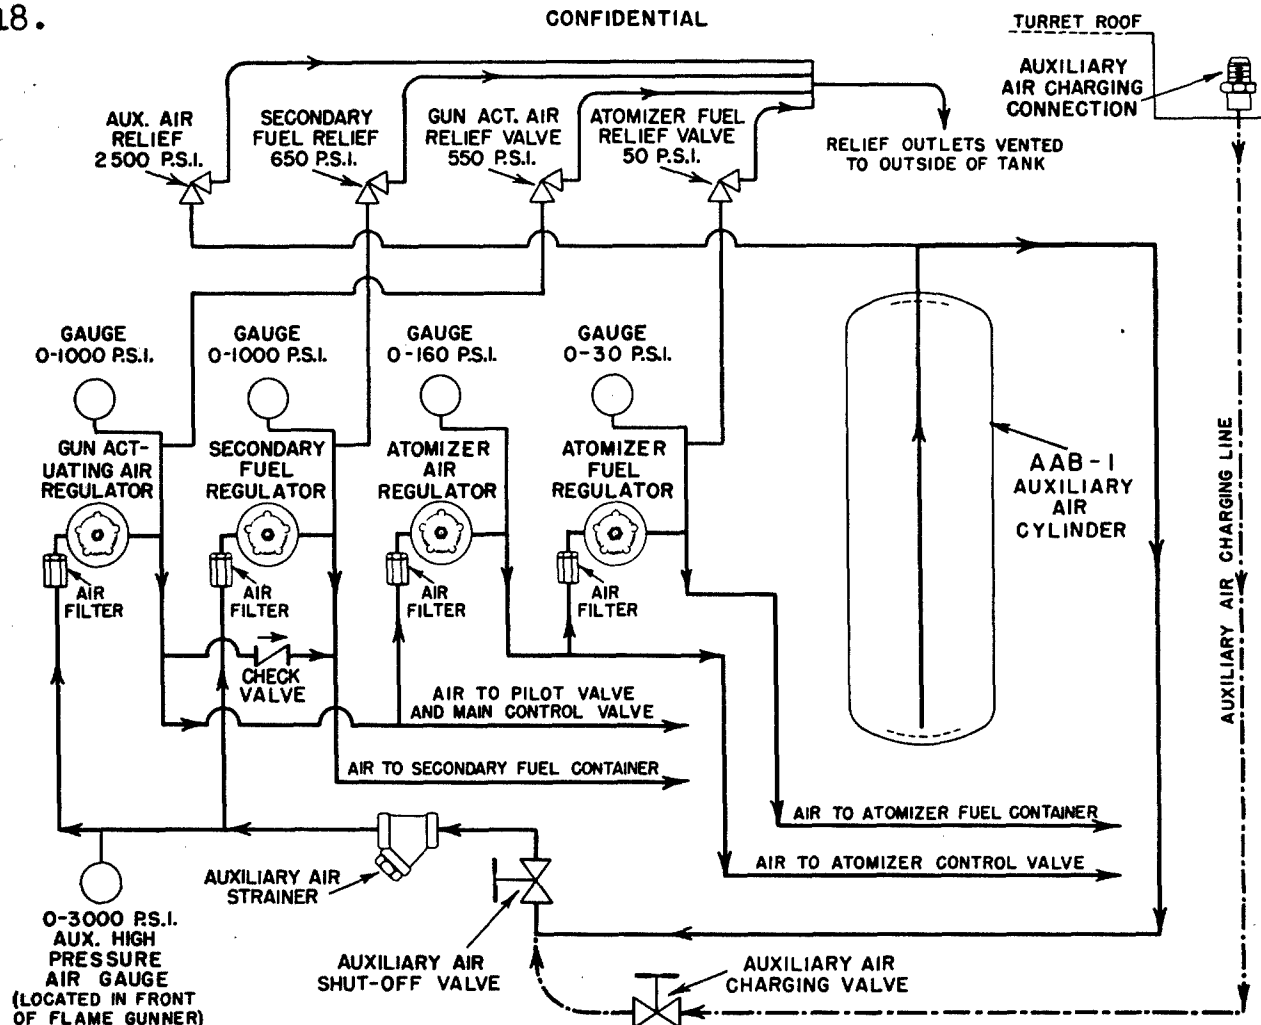 18.
CONFIDENTIAL
TURRET ROOF
AUXILIARY
AIR CHARGING
CONNECTION
AUX. AIR
RELIEF
2500 P.S.I.
SECONDARY
FUEL RELIEF
650 P.S.I.
GUN ACT. AIR
RELIEF VALVE
550 P.S.I.
ATOMIZER FUEL
RELIEF VALVE
50 P.S.I.
RELIEF OUTLETS VENTED
TO OUTSIDE OF TANK
GAUGE
0-1000 P.S.I.
GAUGE
0-1000 P.S.I.
GAUGE
0-160 P.S.I.
GAUGE
0-30 P.S.I.
GUN ACT-
UATING AIR
REGULATOR
SECONDARY
FUEL
REGULATOR
ATOMIZER
AIR
REGULATOR
ATOMIZER
FUEL
REGULATOR
AAB-1
AUXILIARY
AIR
CYLINDER
AUXILIARY AIR CHARGING LINE
AIR
FILTER
AIR
FILTER
AIR
FILTER
AIR
FILTER
CHECK
VALVE
AIR TO PILOT VALVE
AND MAIN CONTROL VALVE
AIR TO SECONDARY FUEL CONTAINER
AIR TO ATOMIZER FUEL CONTAINER
AIR TO ATOMIZER CONTROL VALVE
AUXILIARY AIR
STRAINER
0-3000 P.S.I.
AUX. HIGH
PRESSURE
AIR GAUGE
(LOCATED IN FRONT
OF FLAME GUNNER)
AUXILIARY AIR
SHUT-OFF VALVE
AUXILIARY AIR
CHARGING VALVE